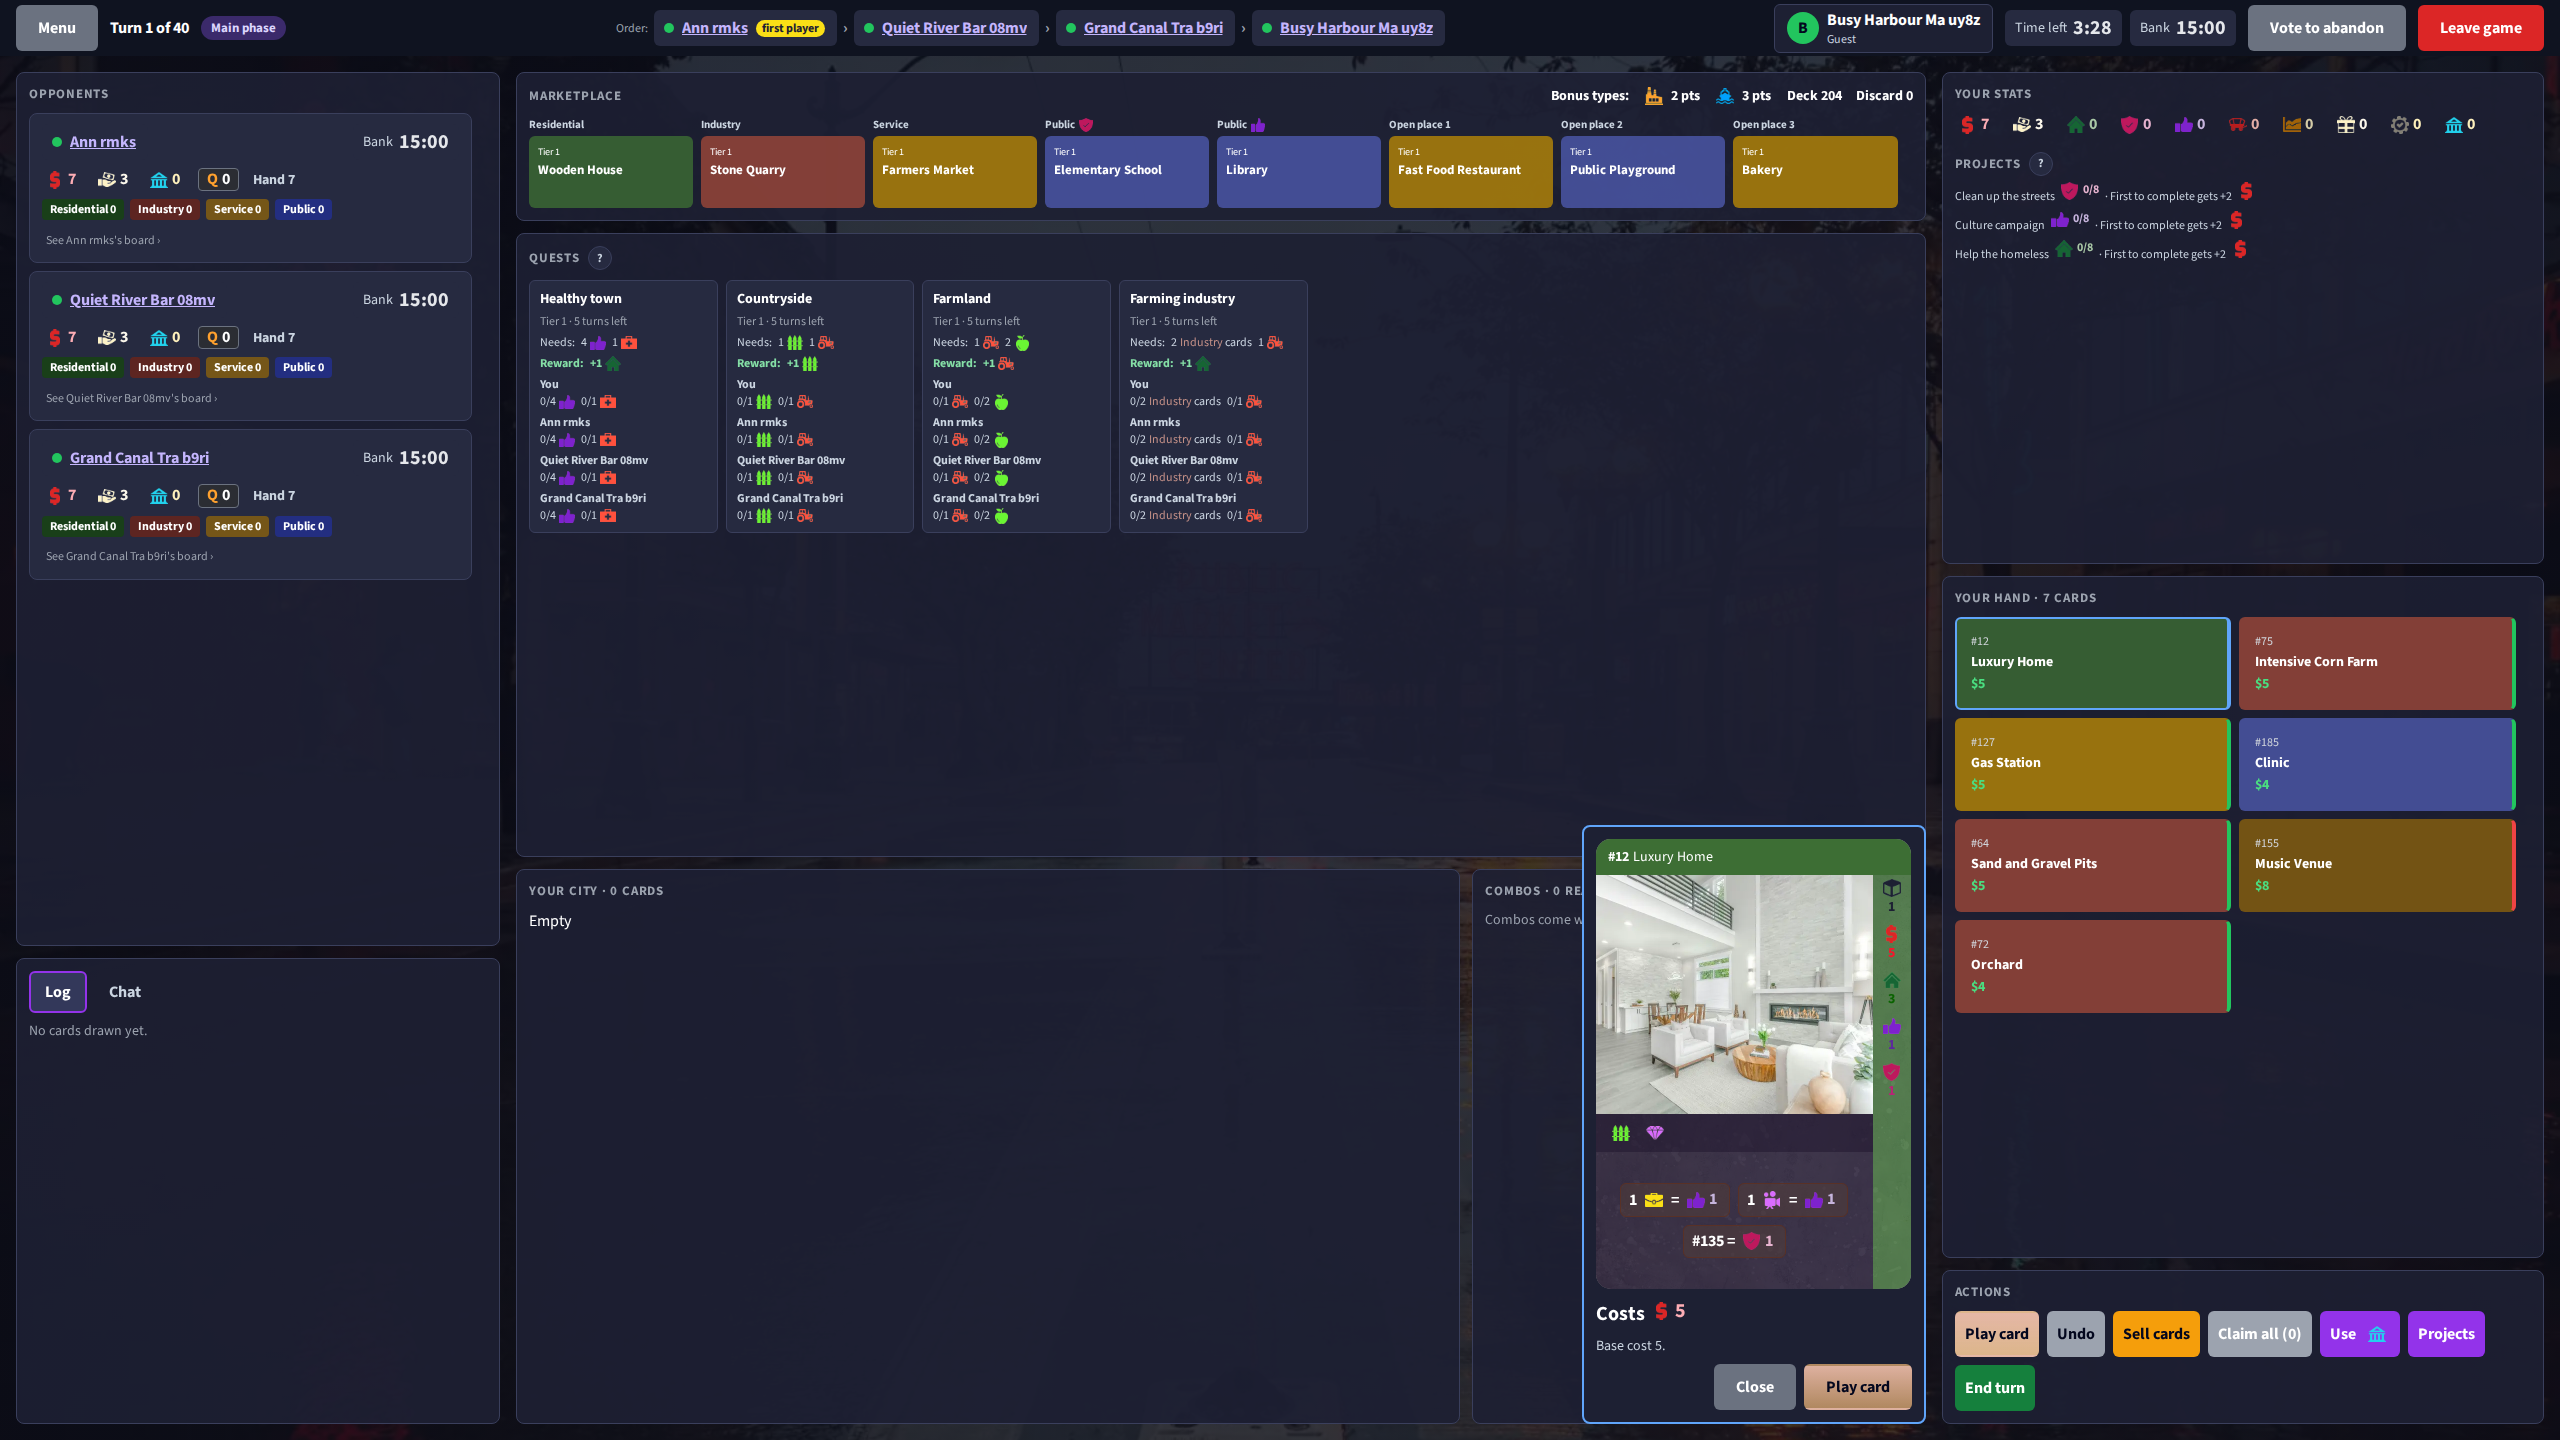 Menu
Turn 1 of 40 Main phase
Order: Ann rmks first player › Quiet River Bar 08mv › Grand Canal Tra b9ri › Busy Harbour Ma uy8z
B Busy Harbour Ma uy8z
Guest
Time left 3:28
Bank 15:00
Vote to abandon
Leave game
OPPONENTS
Ann rmks Bank 15:00
7 3 0 Q 0 Hand 7
Residential 0 Industry 0 Service 0 Public 0
See Ann rmks's board ›
Quiet River Bar 08mv Bank 15:00
7 3 0 Q 0 Hand 7
Residential 0 Industry 0 Service 0 Public 0
See Quiet River Bar 08mv's board ›
Grand Canal Tra b9ri Bank 15:00
7 3 0 Q 0 Hand 7
Residential 0 Industry 0 Service 0 Public 0
See Grand Canal Tra b9ri's board ›
Log Chat
No cards drawn yet.
MARKETPLACE
Bonus types: 2 pts 3 pts Deck 204 Discard 0
Residential Industry Service Public Public Open place 1 Open place 2 Open place 3
Tier 1 Tier 1 Tier 1 Tier 1 Tier 1 Tier 1 Tier 1 Tier 1
Wooden House Stone Quarry Farmers Market Elementary School Library Fast Food Restaurant Public Playground Bakery
QUESTS ?
Healthy town
Tier 1 · 5 turns left
Needs: 4 1
Reward: +1
You
0/4 0/1
Ann rmks
0/4 0/1
Quiet River Bar 08mv
0/4 0/1
Grand Canal Tra b9ri
0/4 0/1
Countryside
Tier 1 · 5 turns left
Needs: 1 1
Reward: +1
You
0/1 0/1
Ann rmks
0/1 0/1
Quiet River Bar 08mv
0/1 0/1
Grand Canal Tra b9ri
0/1 0/1
Farmland
Tier 1 · 5 turns left
Needs: 1 2
Reward: +1
You
0/1 0/2
Ann rmks
0/1 0/2
Quiet River Bar 08mv
0/1 0/2
Grand Canal Tra b9ri
0/1 0/2
Farming industry
Tier 1 · 5 turns left
Needs: 2 Industry cards 1
Reward: +1
You
0/2 Industry cards 0/1
Ann rmks
0/2 Industry cards 0/1
Quiet River Bar 08mv
0/2 Industry cards 0/1
Grand Canal Tra b9ri
0/2 Industry cards 0/1
YOUR CITY · 0 CARDS
Empty
COMBOS · 0 RE
Combos come w
#12 Luxury Home
1
5
3
1
1
1 = 1 1 = 1
#135 = 1
Costs 5
Base cost 5.
Close Play card
YOUR STATS
7 3 0 0 0 0 0 0 0 0
PROJECTS ?
Clean up the streets 0/8 · First to complete gets +2
Culture campaign 0/8 · First to complete gets +2
Help the homeless 0/8 · First to complete gets +2
YOUR HAND · 7 CARDS
#12
Luxury Home
$5
#75
Intensive Corn Farm
$5
#127
Gas Station
$5
#185
Clinic
$4
#64
Sand and Gravel Pits
$5
#155
Music Venue
$8
#72
Orchard
$4
ACTIONS
Play card Undo Sell cards Claim all (0) Use Projects
End turn